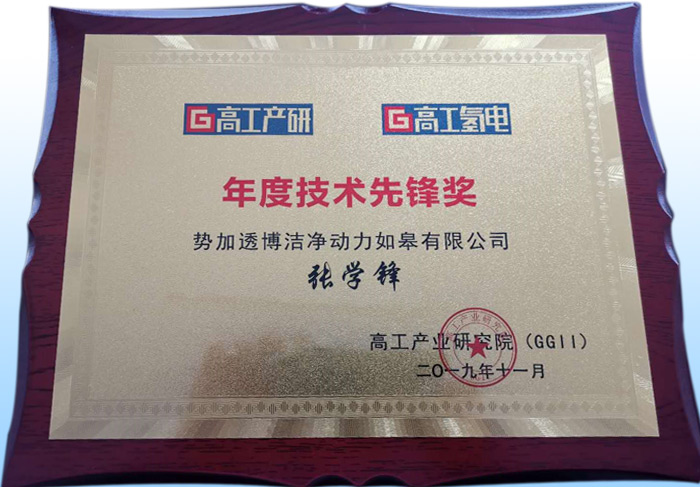 G高工产研 G高工氢电
年度技术先锋奖
势加透博洁净动力如皋有限公司
张学锋
高工产业研究院（GGII）
二〇一九年十一月